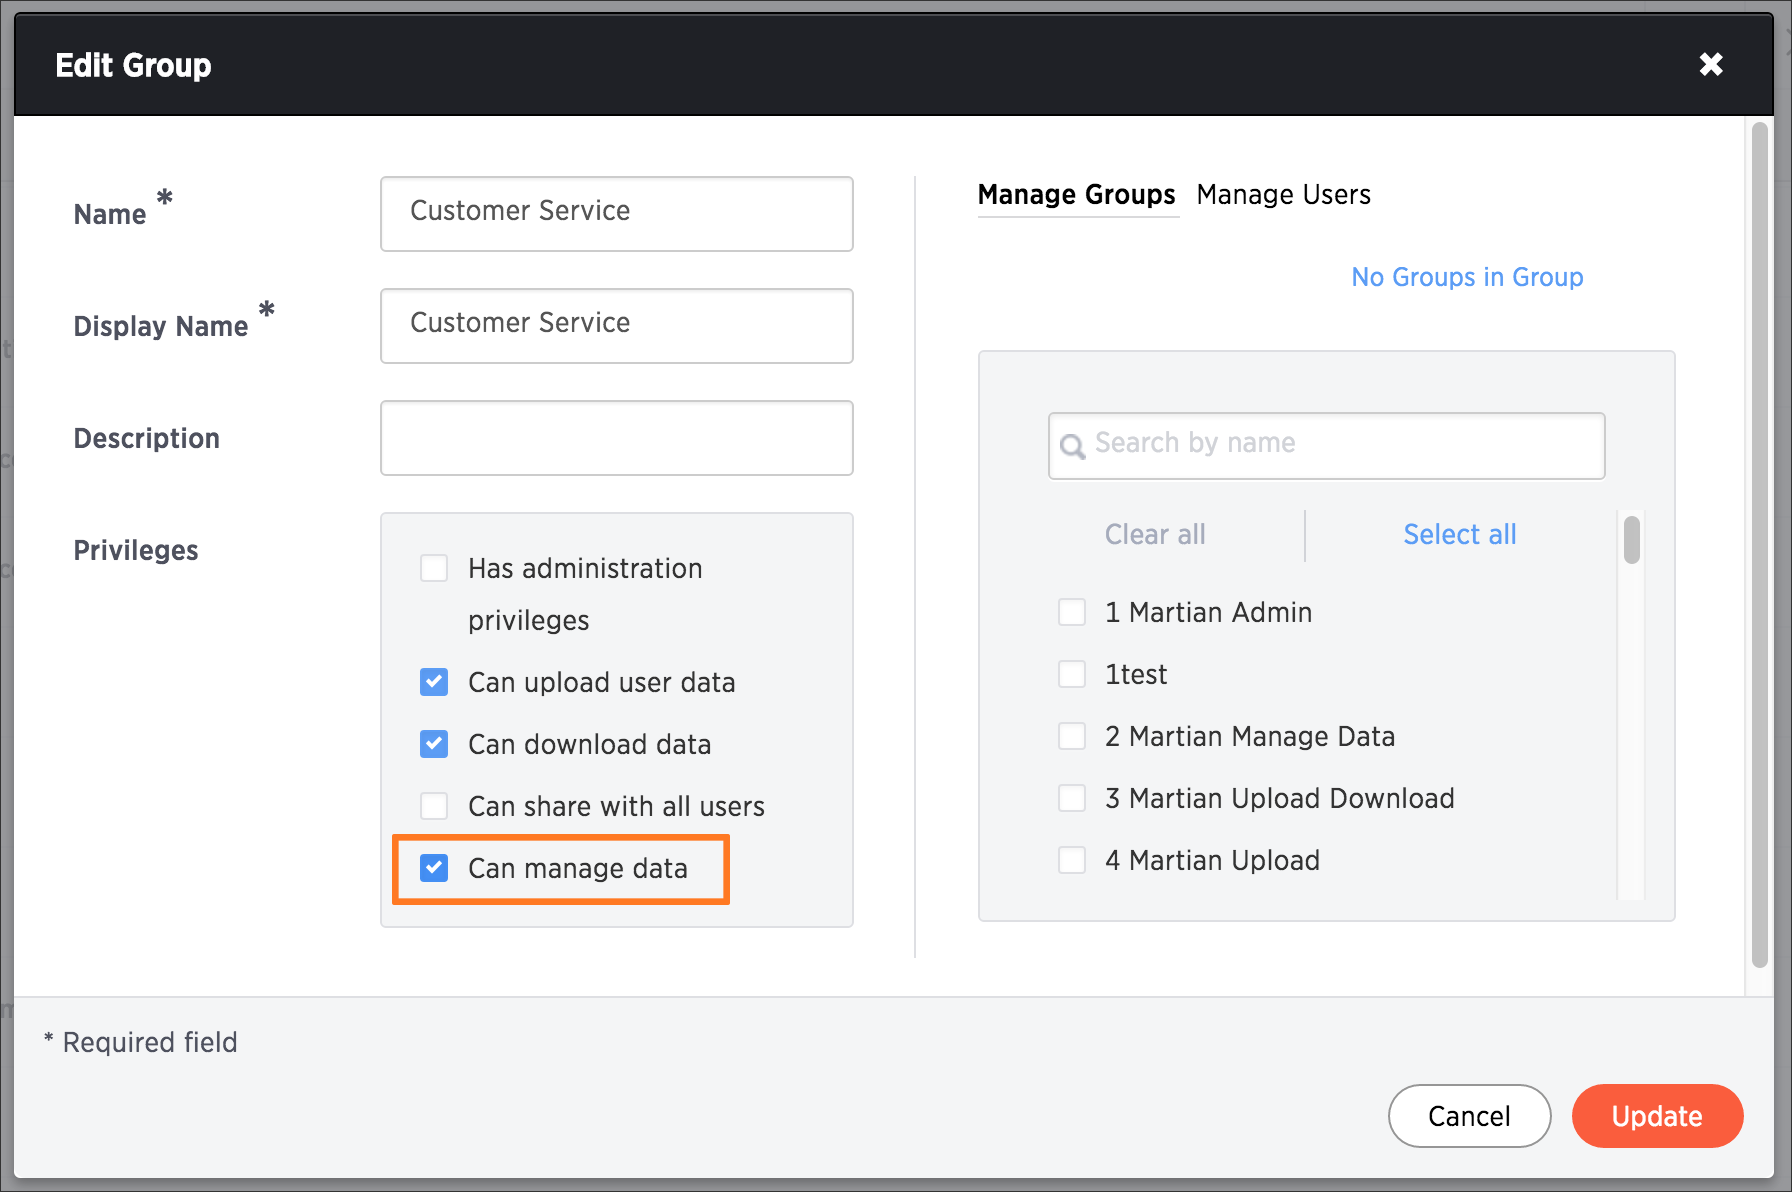 Edit Group
Name *
Customer Service
Display Name *
Customer Service
Description
Privileges
Has administration
privileges
Can upload user data
Can download data
Can share with all users
Can manage data
Manage Groups Manage Users
No Groups in Group
Search by name
Clear all
Select all
1 Martian Admin
1test
2 Martian Manage Data
3 Martian Upload Download
4 Martian Upload
* Required field
Cancel
Update